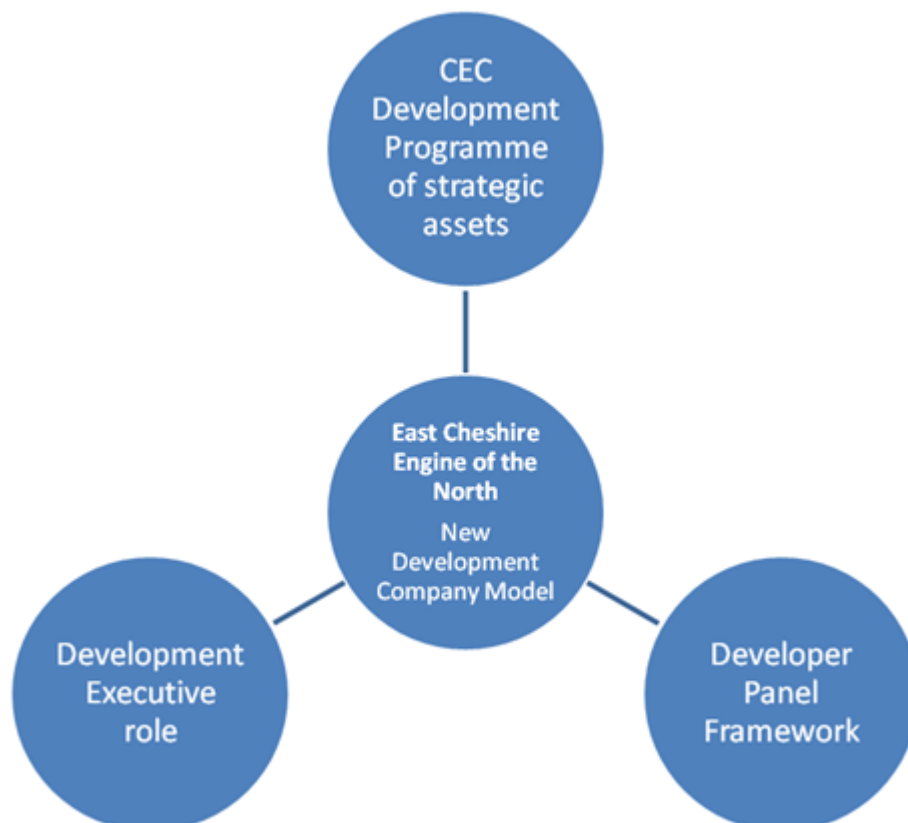 CEC
Development
Programme
of strategic
assets
East Cheshire
Engine of the
North
New
Development
Company Model
Development
Executive
role
Developer
Panel
Framework